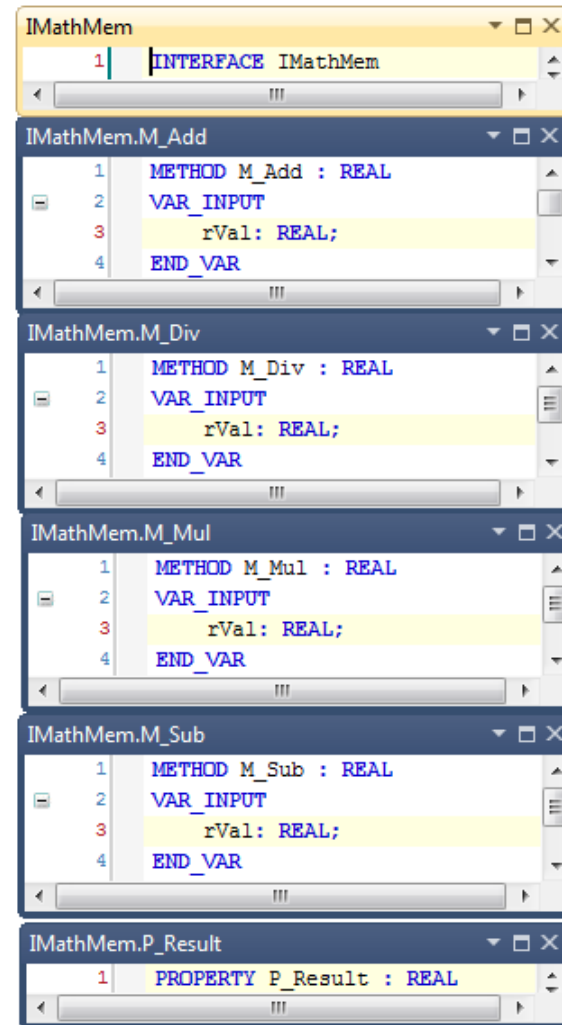 IMathMem
1 INTERFACE IMathMem
IMathMem.M_Add
1 METHOD M_Add : REAL
2 VAR_INPUT
3 rVal: REAL;
4 END_VAR
IMathMem.M_Div
1 METHOD M_Div : REAL
2 VAR_INPUT
3 rVal: REAL;
4 END_VAR
IMathMem.M_Mul
1 METHOD M_Mul : REAL
2 VAR_INPUT
3 rVal: REAL;
4 END_VAR
IMathMem.M_Sub
1 METHOD M_Sub : REAL
2 VAR_INPUT
3 rVal: REAL;
4 END_VAR
IMathMem.P_Result
1 PROPERTY P_Result : REAL